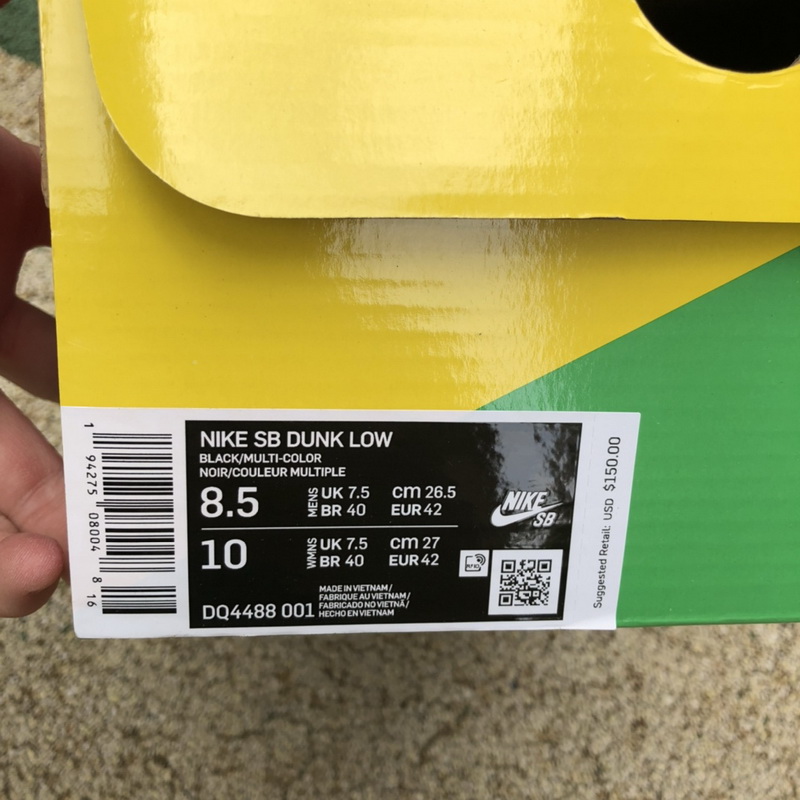 1 94275 08004 8 16
NIKE SB DUNK LOW
BLACK/MULTI-COLOR
NOIR/COULEUR MULTIPLE
8.5 MENS UK 7.5 cm 26.5
BR 40 EUR 42
10 WMNS UK 7.5 cm 27
BR 40 EUR 42
NIKE
SB
RFID
DQ4488 001
MADE IN VIETNAM/
FABRIQUE AU VIETNAM/
FABRICADO NO VIETNÃ/
HECHO EN VIETNAM
Suggested Retail: USD $150.00